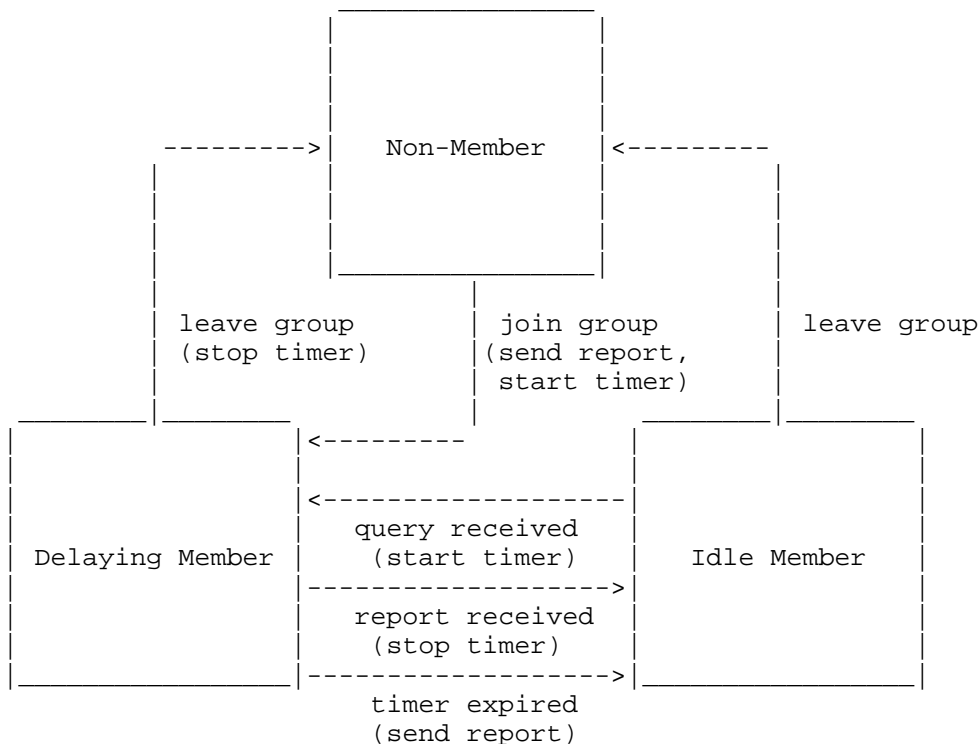 Non-Member
leave group
(stop timer)
join group
(send report,
start timer)
leave group
query received
(start timer)
Delaying Member
Idle Member
report received
(stop timer)
timer expired
(send report)